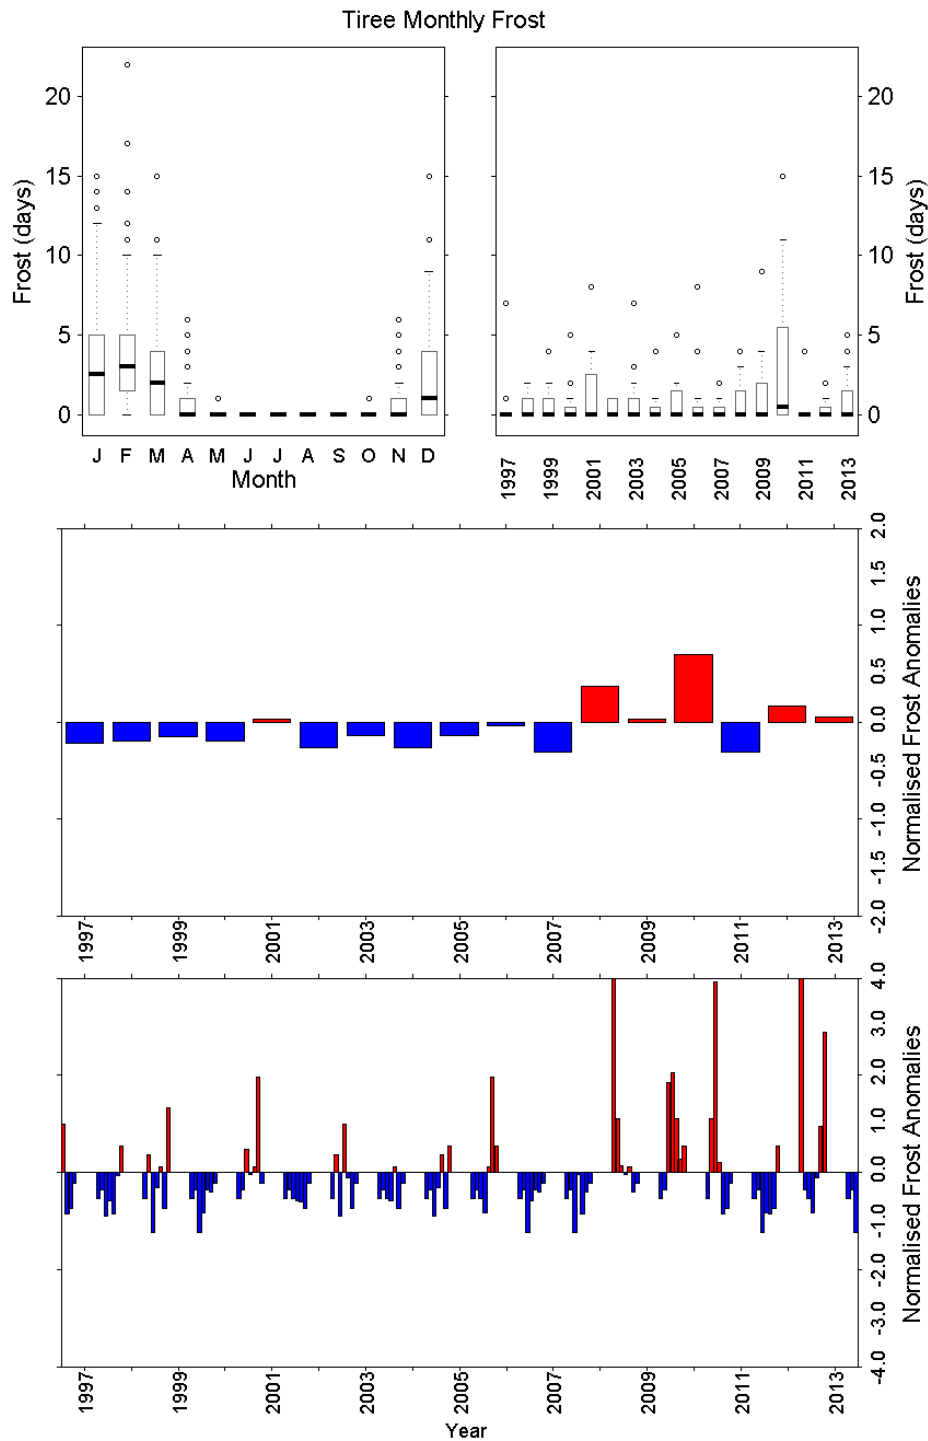 Tiree Monthly Frost
Frost (days)
20
15
10
5
0
J F M A M J J A S O N D
Month
20
15
10
5
0
Frost (days)
1997 1999 2001 2003 2005 2007 2009 2011 2013
2.0
1.5
1.0
0.5
0.0
-0.5
-1.0
-1.5
-2.0
Normalised Frost Anomalies
1997 1999 2001 2003 2005 2007 2009 2011 2013
4.0
3.0
2.0
1.0
0.0
-1.0
-2.0
-3.0
-4.0
Normalised Frost Anomalies
1997 1999 2001 2003 2005 2007 2009 2011 2013
Year